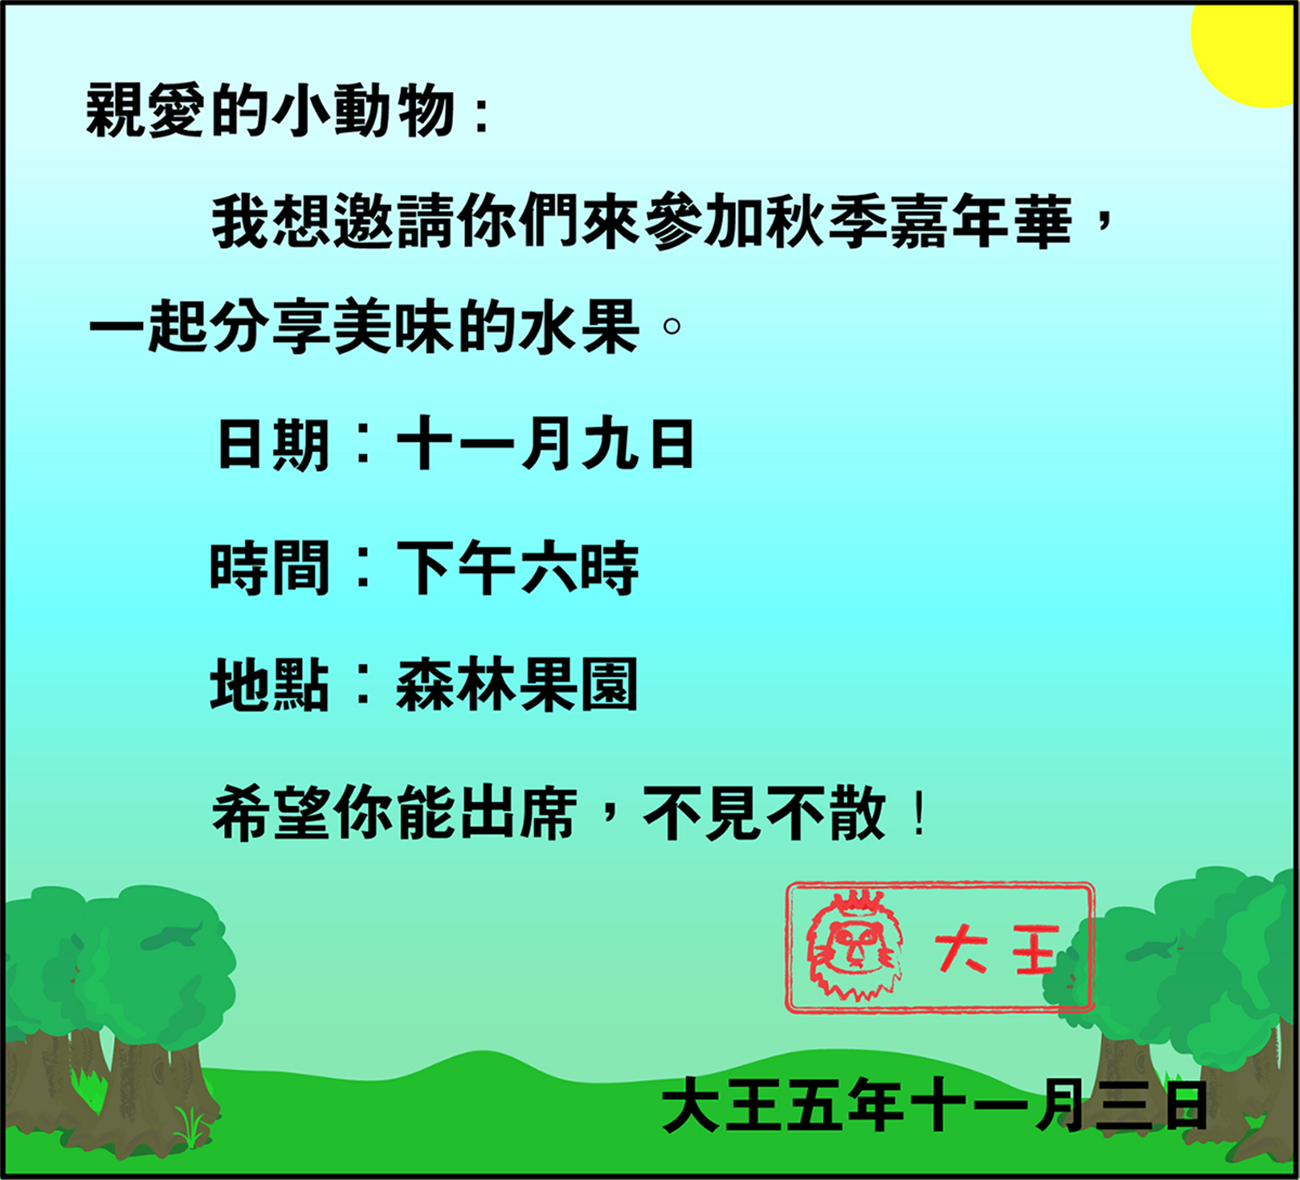 親愛的小動物：
我想邀請你們來參加秋季嘉年華，
一起分享美味的水果。
日期：十一月九日
時間：下午六時
地點：森林果園
希望你能出席，不見不散！
大王
大王五年十一月三日